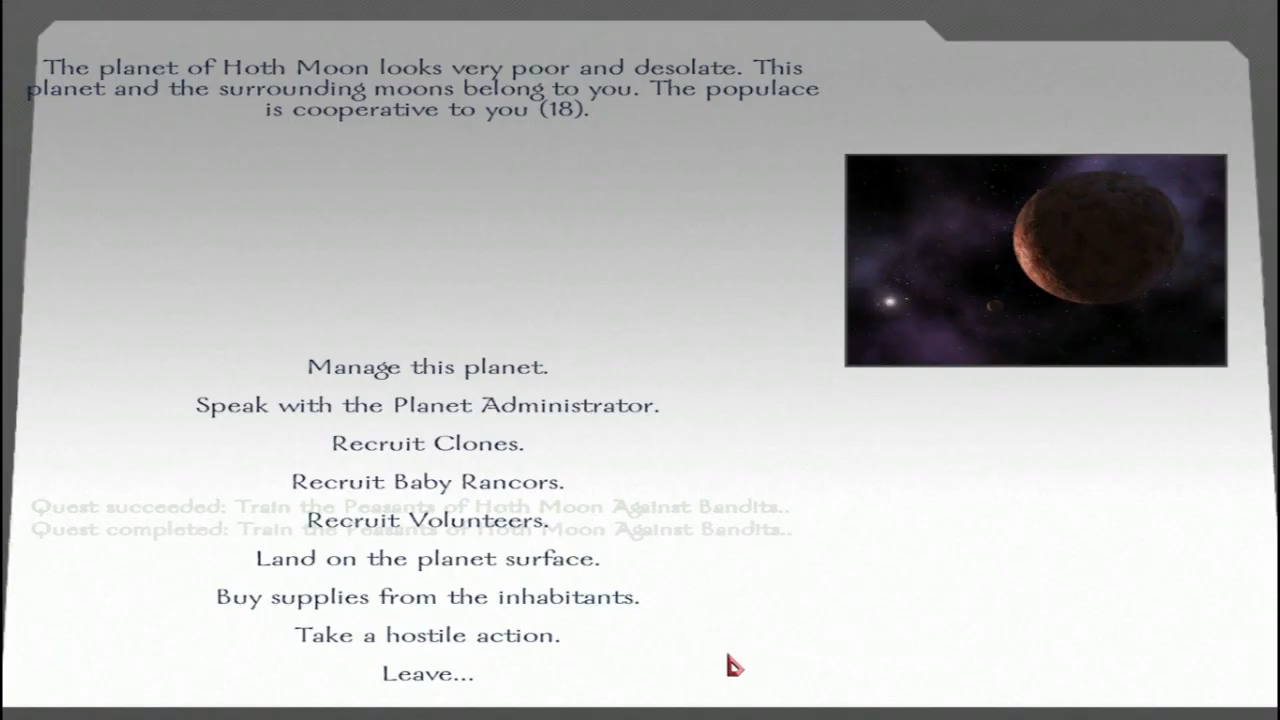 The planet of Hoth Moon looks very poor and desolate. This
planet and the surrounding moons belong to you. The populace
is cooperative to you (18).
Manage this planet.
Speak with the Planet Administrator.
Recruit Clones.
Recruit Baby Rancors.
Quest succeeded: Train the Peasants of Hoth Moon Against Bandits..
Recruit Volunteers.
Quest completed: Train the Peasants of Hoth Moon Against Bandits..
Land on the planet surface.
Buy supplies from the inhabitants.
Take a hostile action.
Leave...